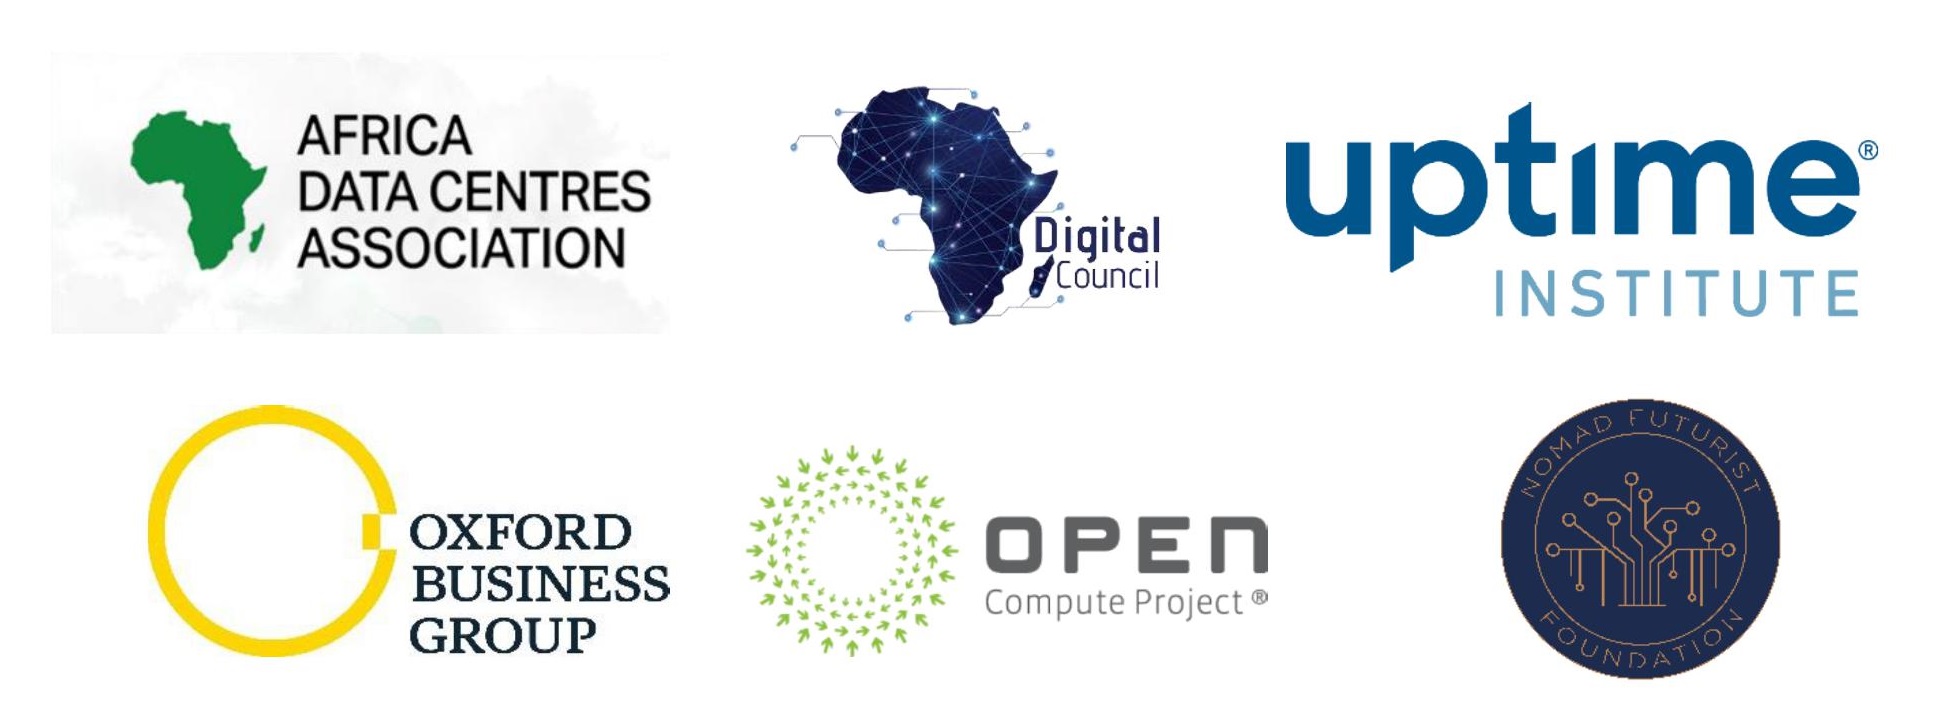 AFRICA
DATA CENTRES
ASSOCIATION
Digital
Council
uptime®
INSTITUTE
OXFORD
BUSINESS
GROUP
OPEN
Compute Project ®
NOMAD FUTURIST
FOUNDATION